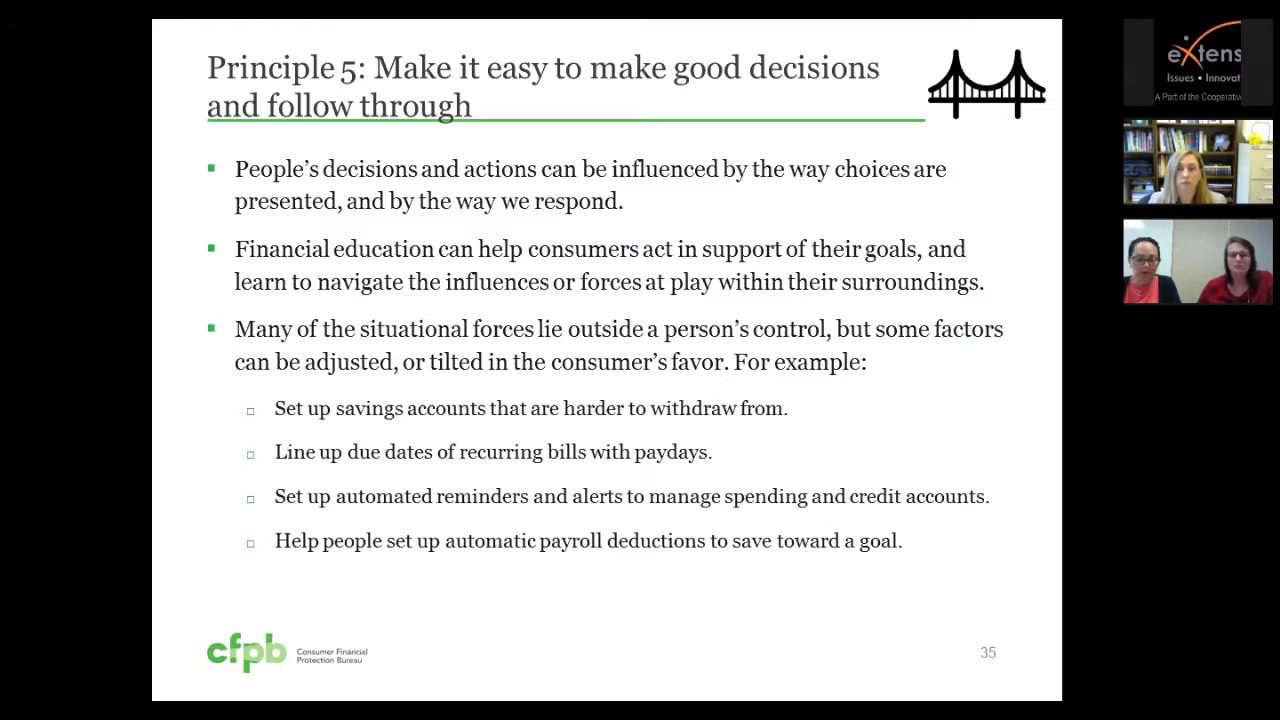 Principle 5: Make it easy to make good decisions
and follow through
▪ People's decisions and actions can be influenced by the way choices are
presented, and by the way we respond.
▪ Financial education can help consumers act in support of their goals, and
learn to navigate the influences or forces at play within their surroundings.
▪ Many of the situational forces lie outside a person's control, but some factors
can be adjusted, or tilted in the consumer's favor. For example:
□ Set up savings accounts that are harder to withdraw from.
□ Line up due dates of recurring bills with paydays.
□ Set up automated reminders and alerts to manage spending and credit accounts.
□ Help people set up automatic payroll deductions to save toward a goal.
cfpb
Consumer Financial
Protection Bureau
35
eXtens
Issues • Innovat
A Part of the Cooperativ